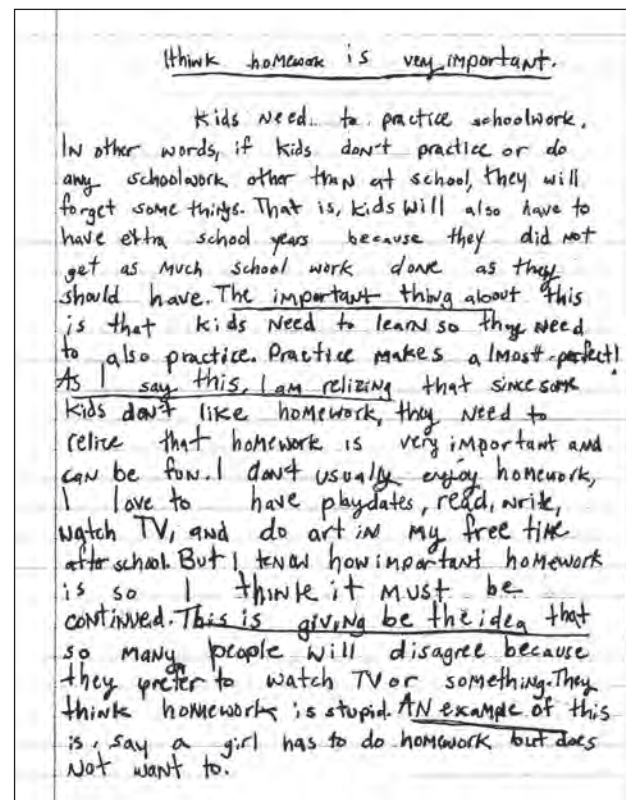 I think homework is very important.
Kids need to practice schoolwork.
In other words, if kids don't practice or do
any schoolwork other than at school, they will
forget some things. That is, kids will also have to
have extra school years because they did not
get as much school work done as they
should have. The important thing about this
is that kids need to learn so they need
to also practice. Practice makes almost-perfect!
As I say this, I am relizing that since some
kids don't like homework, they need to
relize that homework is very important and
can be fun. I don't usually enjoy homework,
I love to have playdates, read, write,
watch TV, and do art in my free time
after school. But I know how important homework
is so I think it must be
continued. This is giving be the idea that
so many people will disagree because
they prefer to watch TV or something. They
think homework is stupid. An example of this
is, say a girl has to do homework but does
not want to.